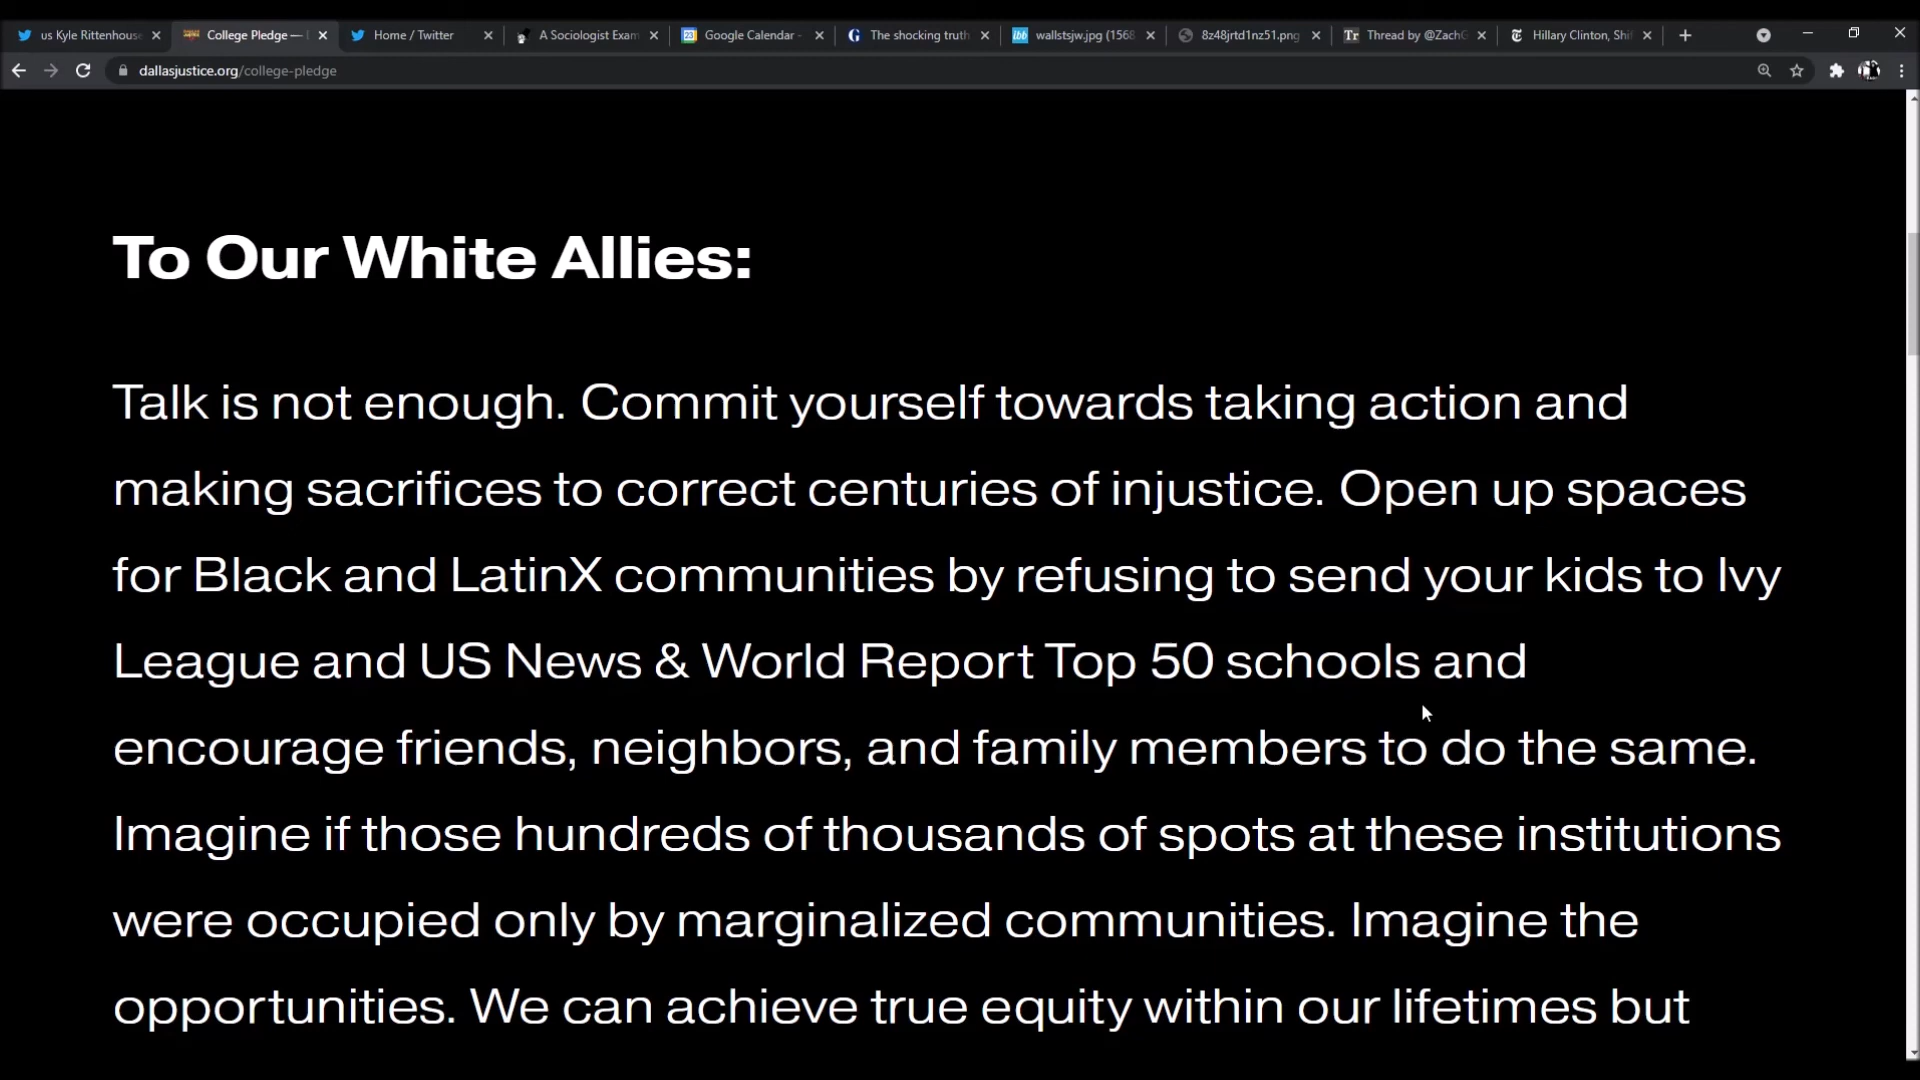 us Kyle Rittenhouse
College Pledge —
Home / Twitter
A Sociologist Exam
Google Calendar -
The shocking truth
wallstsjw.jpg (1568
8z48jrtd1nz51.png
Thread by @ZachG
Hillary Clinton, Shif
dallasjustice.org/college-pledge
To Our White Allies:
Talk is not enough. Commit yourself towards taking action and
making sacrifices to correct centuries of injustice. Open up spaces
for Black and LatinX communities by refusing to send your kids to Ivy
League and US News & World Report Top 50 schools and
encourage friends, neighbors, and family members to do the same.
Imagine if those hundreds of thousands of spots at these institutions
were occupied only by marginalized communities. Imagine the
opportunities. We can achieve true equity within our lifetimes but